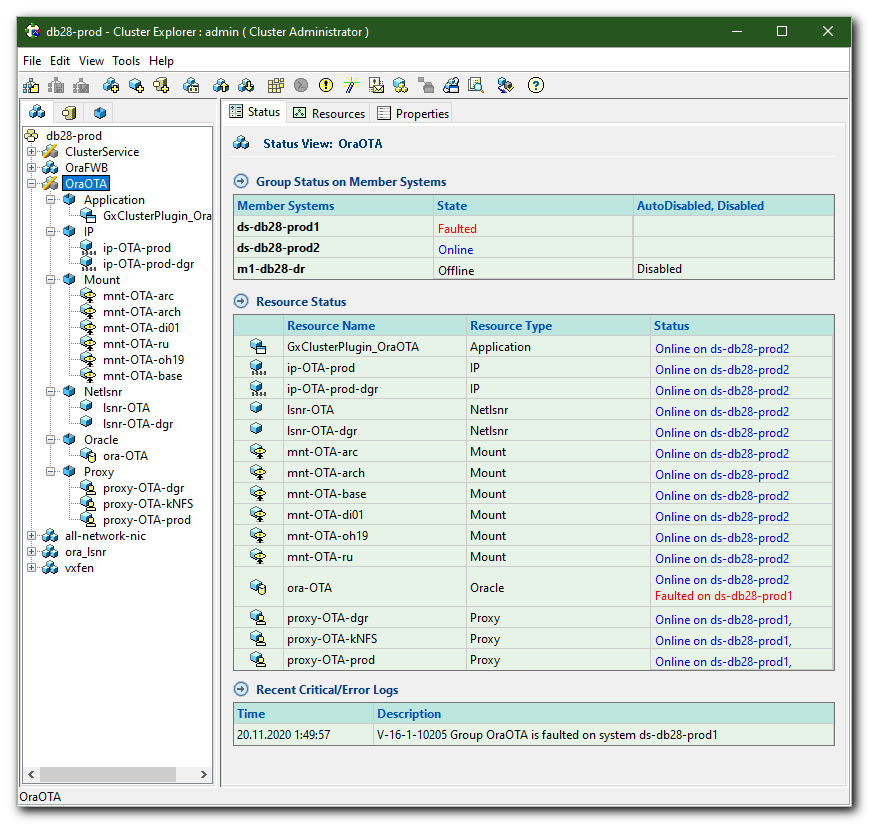 db28-prod - Cluster Explorer : admin ( Cluster Administrator )
File Edit View Tools Help
Status Resources Properties
db28-prod
ClusterService
OraFWB
OraOTA
Application
GxClusterPlugin_Ora
IP
ip-OTA-prod
ip-OTA-prod-dgr
Mount
mnt-OTA-arc
mnt-OTA-arch
mnt-OTA-di01
mnt-OTA-ru
mnt-OTA-oh19
mnt-OTA-base
Netlsnr
lsnr-OTA
lsnr-OTA-dgr
Oracle
ora-OTA
Proxy
proxy-OTA-dgr
proxy-OTA-kNFS
proxy-OTA-prod
all-network-nic
ora_lsnr
vxfen
Status View: OraOTA
Group Status on Member Systems
Member Systems State AutoDisabled, Disabled
ds-db28-prod1 Faulted
ds-db28-prod2 Online
m1-db28-dr Offline Disabled
Resource Status
Resource Name Resource Type Status
GxClusterPlugin_OraOTA Application Online on ds-db28-prod2
ip-OTA-prod IP Online on ds-db28-prod2
ip-OTA-prod-dgr IP Online on ds-db28-prod2
lsnr-OTA Netlsnr Online on ds-db28-prod2
lsnr-OTA-dgr Netlsnr Online on ds-db28-prod2
mnt-OTA-arc Mount Online on ds-db28-prod2
mnt-OTA-arch Mount Online on ds-db28-prod2
mnt-OTA-base Mount Online on ds-db28-prod2
mnt-OTA-di01 Mount Online on ds-db28-prod2
mnt-OTA-oh19 Mount Online on ds-db28-prod2
mnt-OTA-ru Mount Online on ds-db28-prod2
ora-OTA Oracle Online on ds-db28-prod2
Faulted on ds-db28-prod1
proxy-OTA-dgr Proxy Online on ds-db28-prod1,
proxy-OTA-kNFS Proxy Online on ds-db28-prod1,
proxy-OTA-prod Proxy Online on ds-db28-prod1,
Recent Critical/Error Logs
Time Description
20.11.2020 1:49:57 V-16-1-10205 Group OraOTA is faulted on system ds-db28-prod1
OraOTA